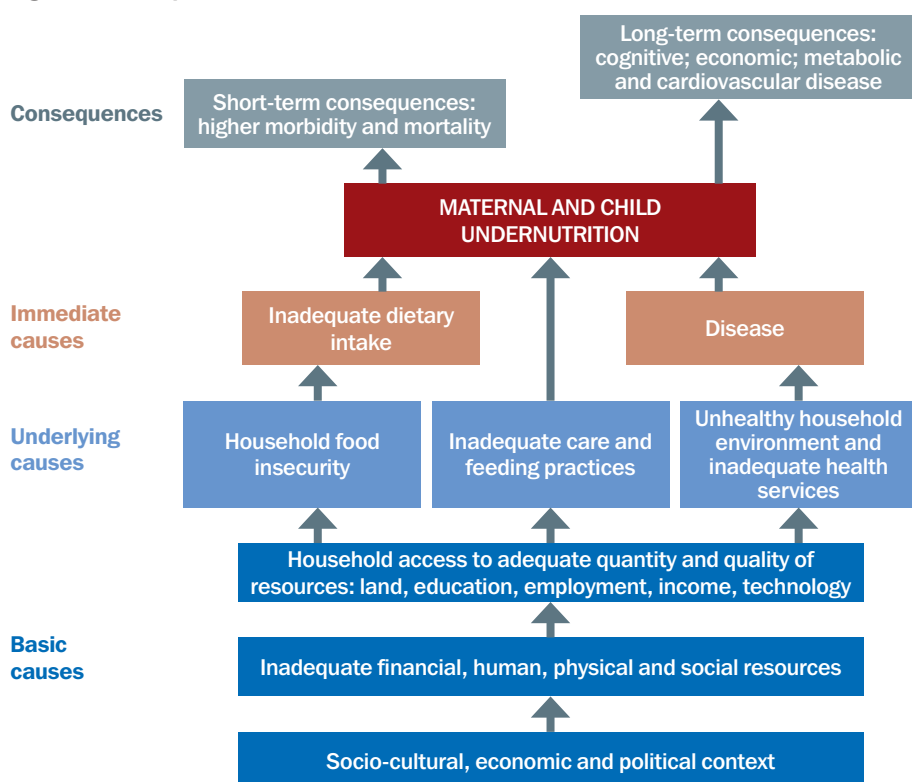 Long-term consequences:
cognitive; economic; metabolic
and cardiovascular disease
Consequences
Short-term consequences:
higher morbidity and mortality
MATERNAL AND CHILD
UNDERNUTRITION
Immediate
causes
Inadequate dietary
intake
Disease
Underlying
causes
Household food
insecurity
Inadequate care and
feeding practices
Unhealthy household
environment and
inadequate health
services
Household access to adequate quantity and quality of
resources: land, education, employment, income, technology
Basic
causes
Inadequate financial, human, physical and social resources
Socio-cultural, economic and political context